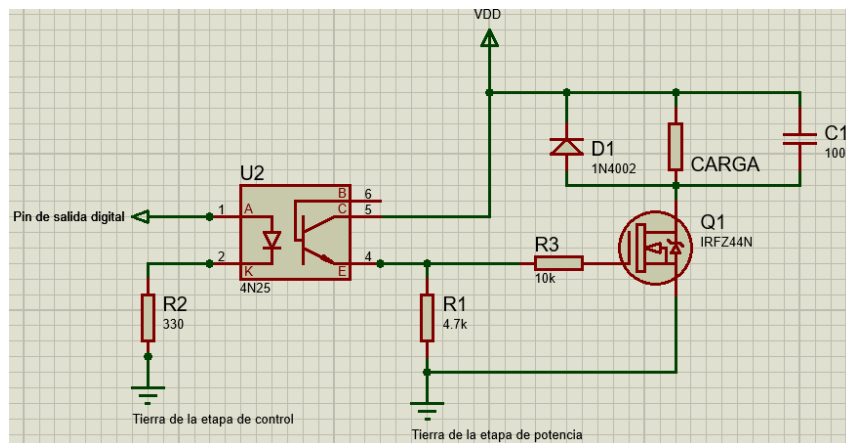 VDD
D1
1N4002
CARGA
C1
100
U2
B
6
C
5
A
1
Pin de salida digital
Q1
IRFZ44N
2
K
E
4
4N25
R3
10k
R2
330
R1
4.7k
Tierra de la etapa de control
Tierra de la etapa de potencia